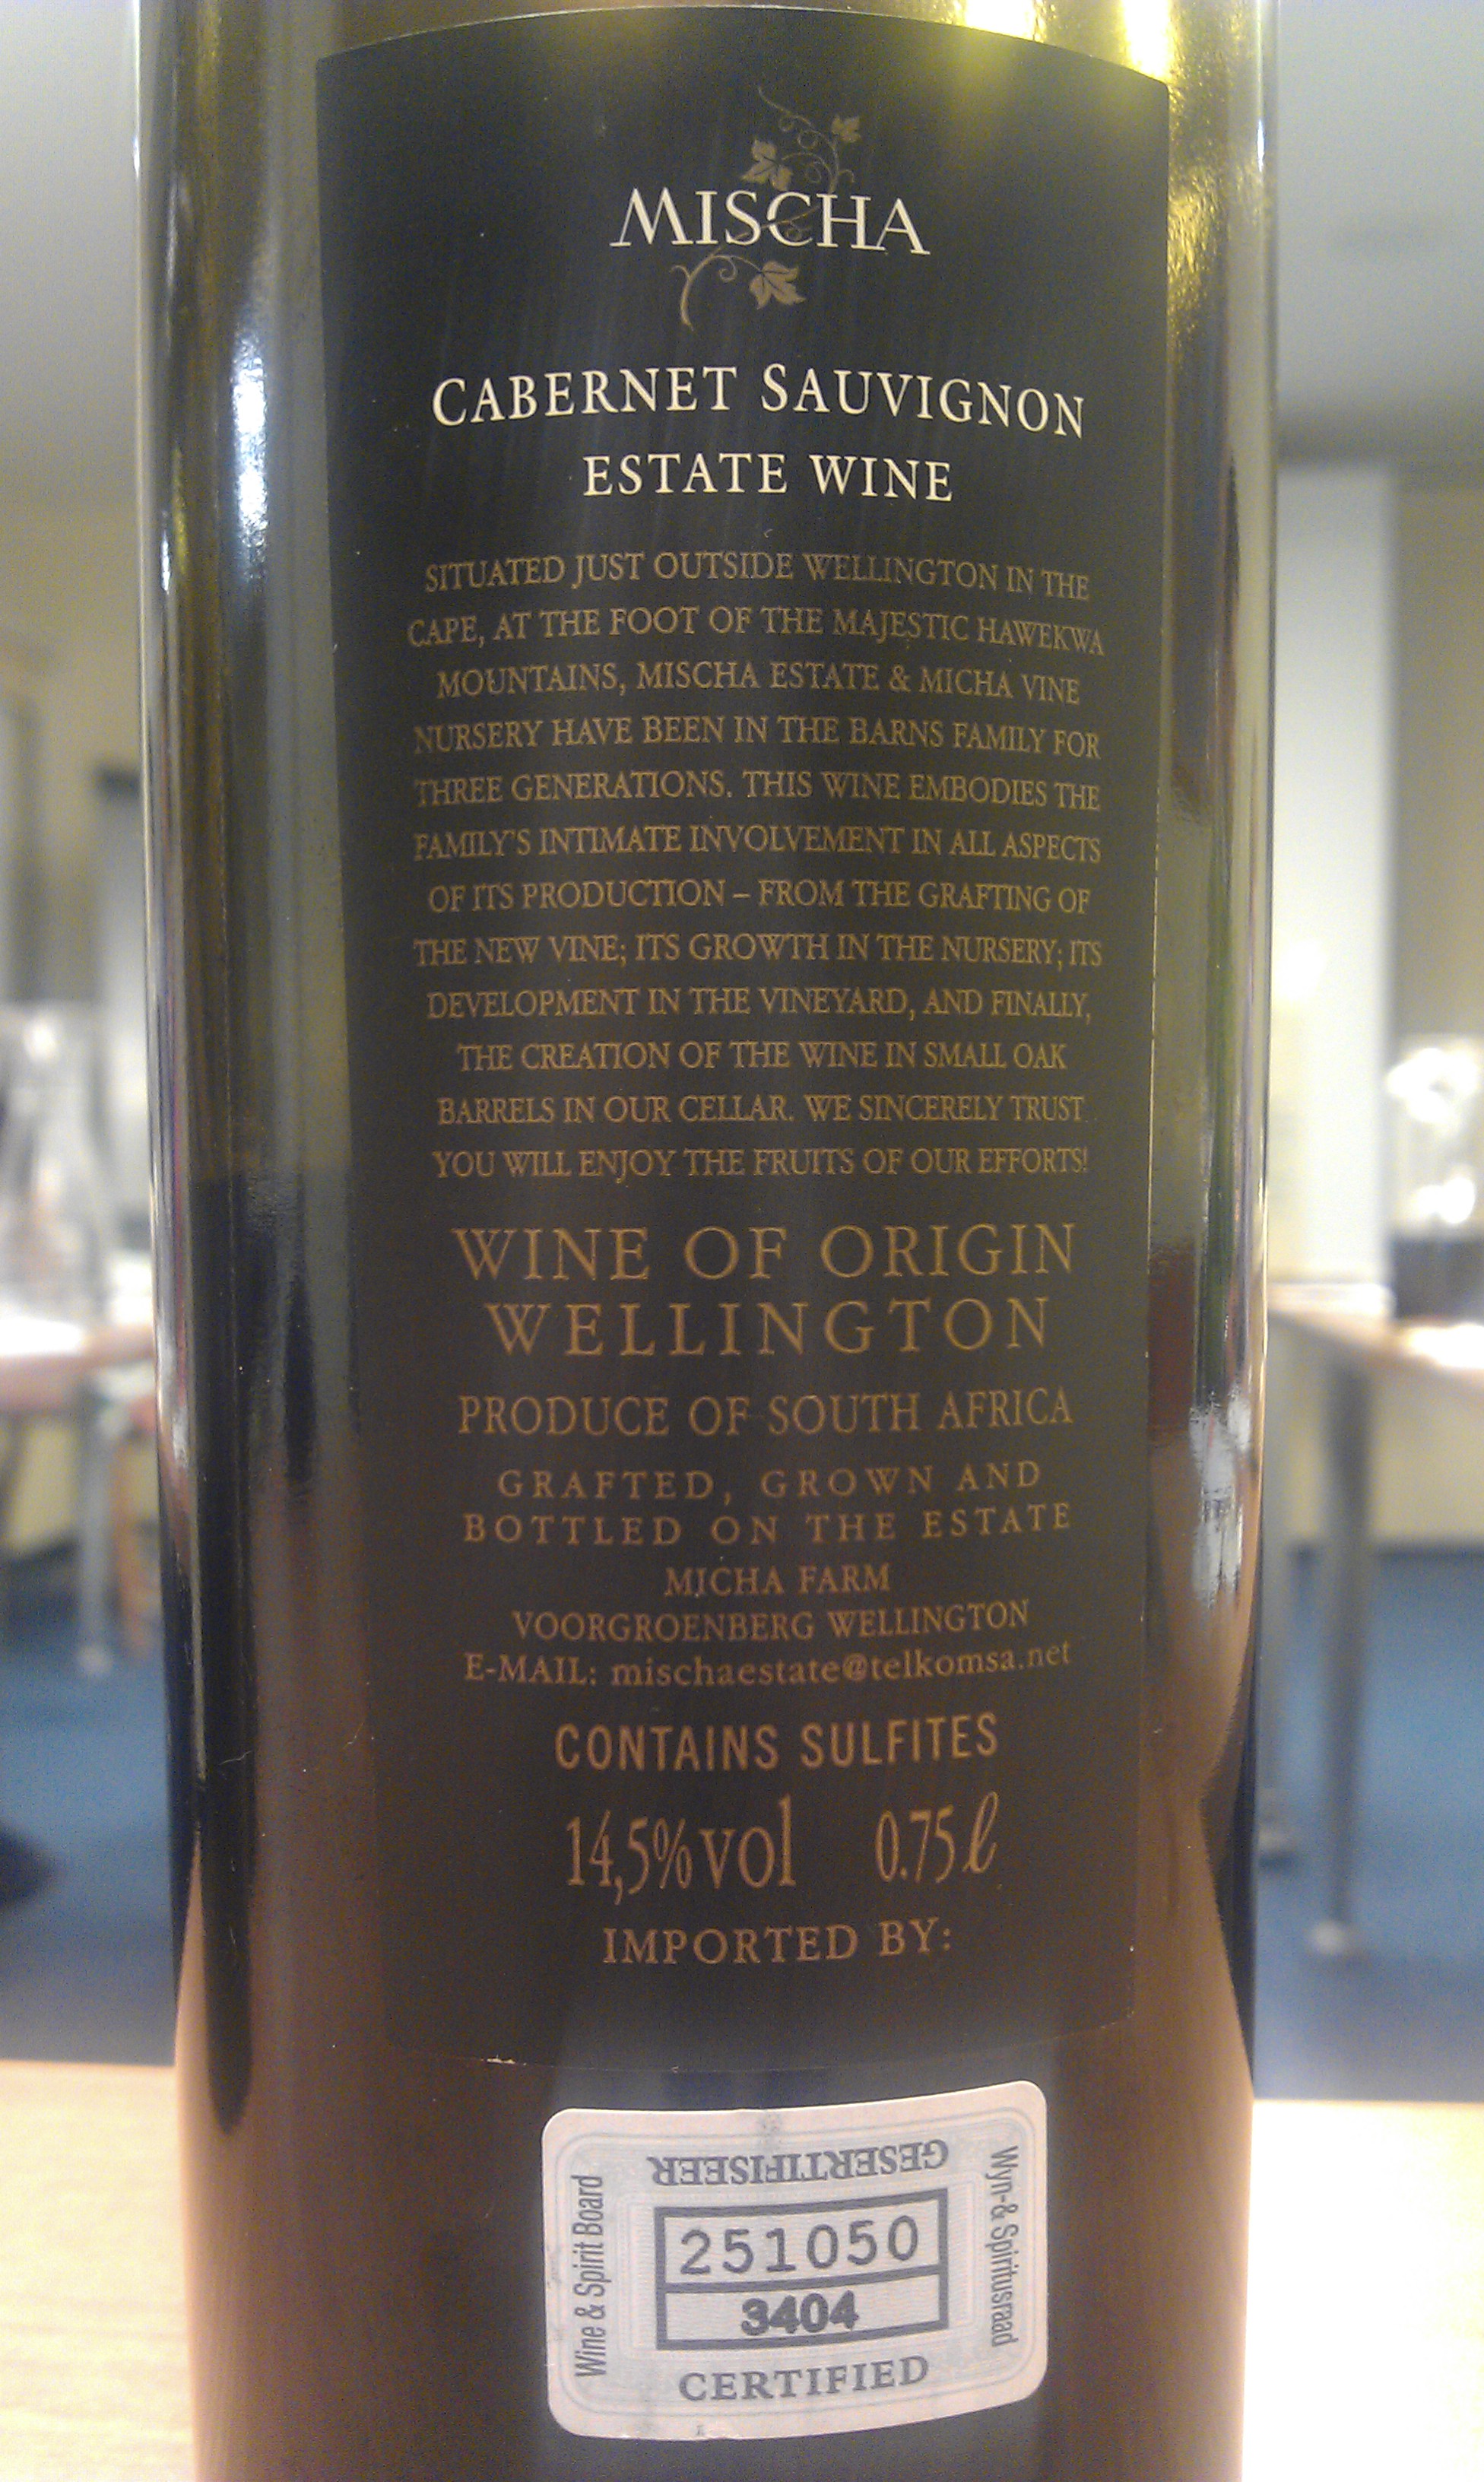 MISCHA
CABERNET SAUVIGNON
ESTATE WINE
SITUATED JUST OUTSIDE WELLINGTON IN THE
CAPE, AT THE FOOT OF THE MAJESTIC HAWEKWA
MOUNTAINS, MISCHA ESTATE & MICHA VINE
NURSERY HAVE BEEN IN THE BARNS FAMILY FOR
THREE GENERATIONS. THIS WINE EMBODIES THE
FAMILY'S INTIMATE INVOLVEMENT IN ALL ASPECTS
OF ITS PRODUCTION – FROM THE GRAFTING OF
THE NEW VINE; ITS GROWTH IN THE NURSERY; ITS
DEVELOPMENT IN THE VINEYARD, AND FINALLY,
THE CREATION OF THE WINE IN SMALL OAK
BARRELS IN OUR CELLAR. WE SINCERELY TRUST
YOU WILL ENJOY THE FRUITS OF OUR EFFORTS!
WINE OF ORIGIN
WELLINGTON
PRODUCE OF SOUTH AFRICA
GRAFTED, GROWN AND
BOTTLED ON THE ESTATE
MICHA FARM
VOORGROENBERG WELLINGTON
E-MAIL: mischaestate@telkomsa.net
CONTAINS SULFITES
14,5% vol 0.75 ℓ
IMPORTED BY:
GESERTIFISEER
Wine & Spirit Board
251050
3404
Wyn- & Spiritusraad
CERTIFIED